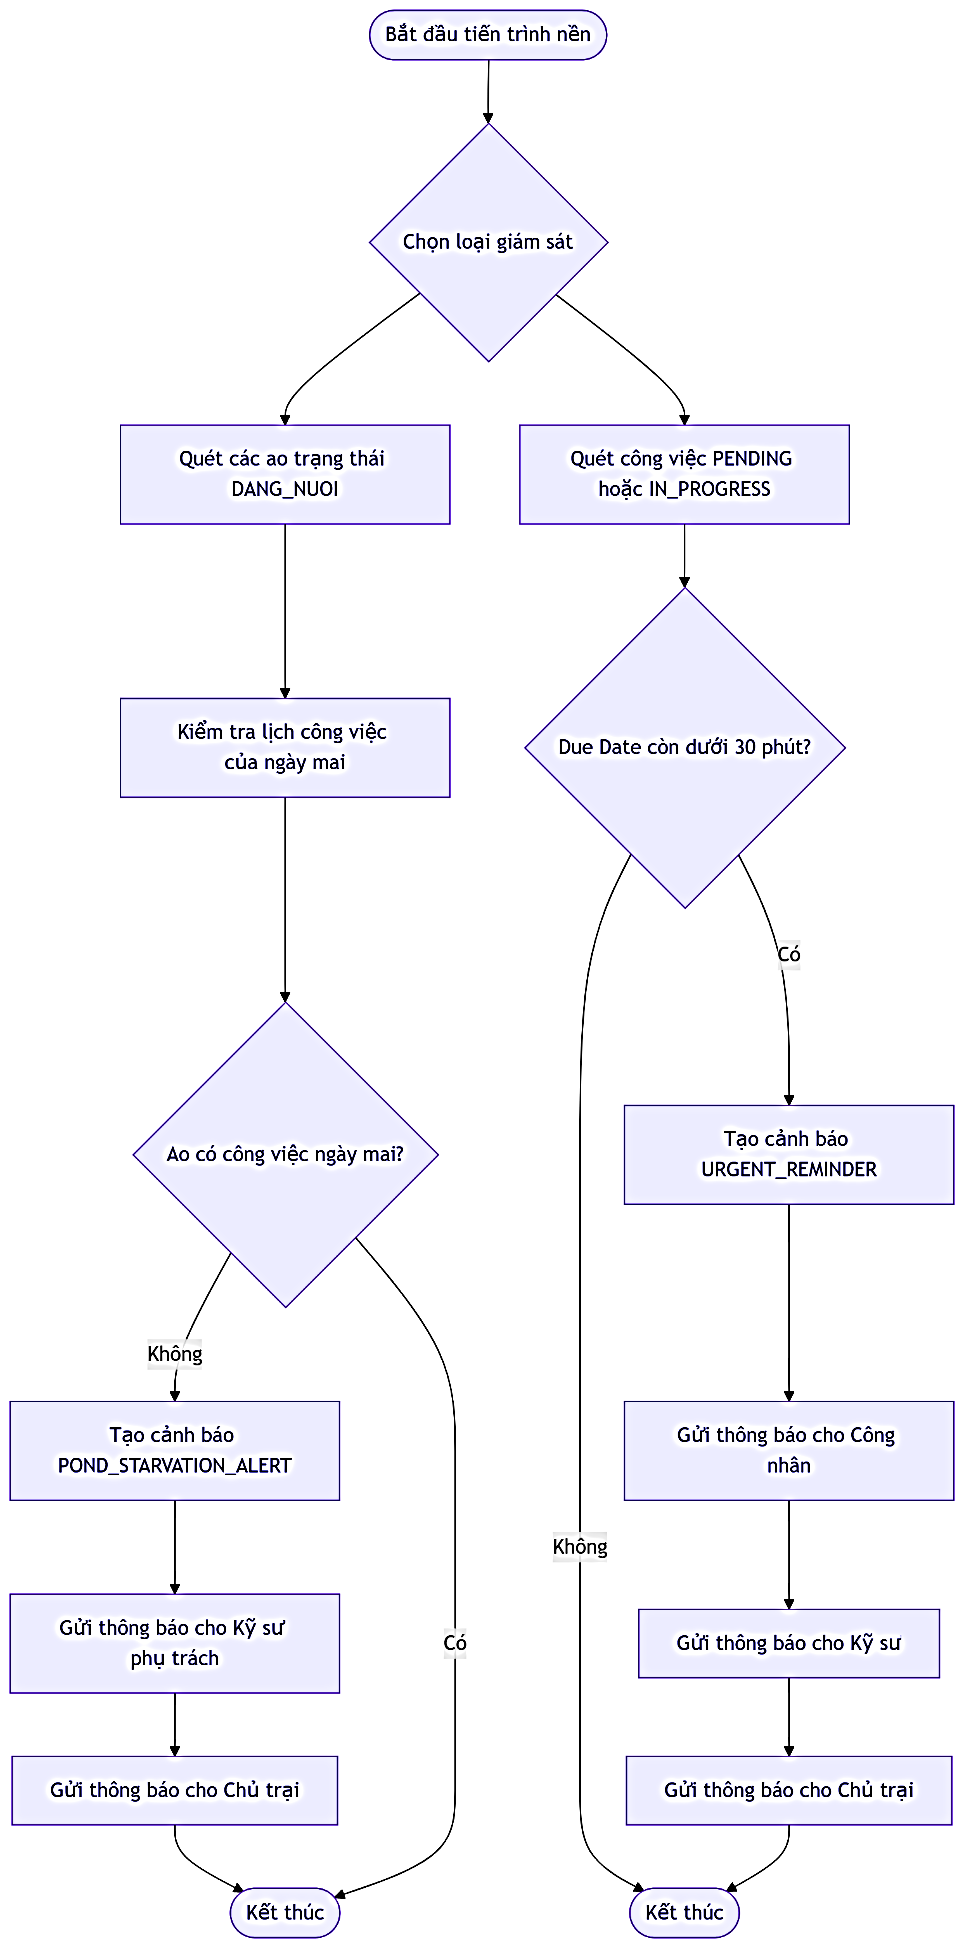 Bắt đầu tiến trình nền
Chọn loại giám sát
Quét các ao trạng thái
DANG_NUOI
Quét công việc PENDING
hoặc IN_PROGRESS
Kiểm tra lịch công việc
của ngày mai
Due Date còn dưới 30 phút?
Có
Tạo cảnh báo
URGENT_REMINDER
Ao có công việc ngày mai?
Không
Tạo cảnh báo
POND_STARVATION_ALERT
Gửi thông báo cho Công
nhân
Không
Gửi thông báo cho Kỹ sư
phụ trách
Có
Gửi thông báo cho Kỹ sư
Gửi thông báo cho Chủ trại
Gửi thông báo cho Chủ trại
Kết thúc
Kết thúc